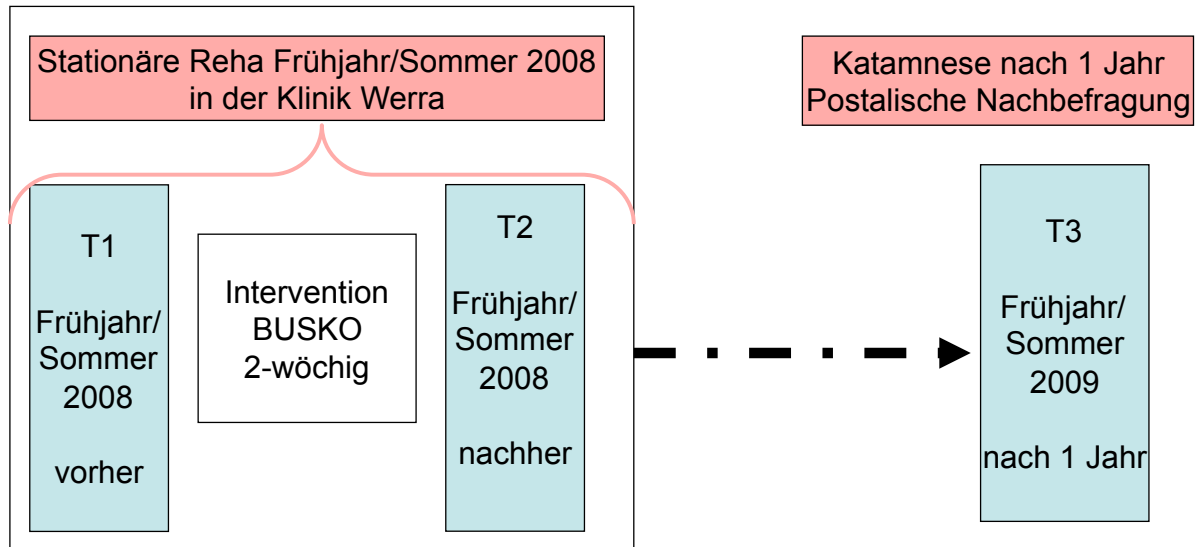 Stationäre Reha Frühjahr/Sommer 2008
in der Klinik Werra
Katamnese nach 1 Jahr
Postalische Nachbefragung
T1
Frühjahr/
Sommer
2008
vorher
Intervention
BUSKO
2-wöchig
T2
Frühjahr/
Sommer
2008
nachher
T3
Frühjahr/
Sommer
2009
nach 1 Jahr